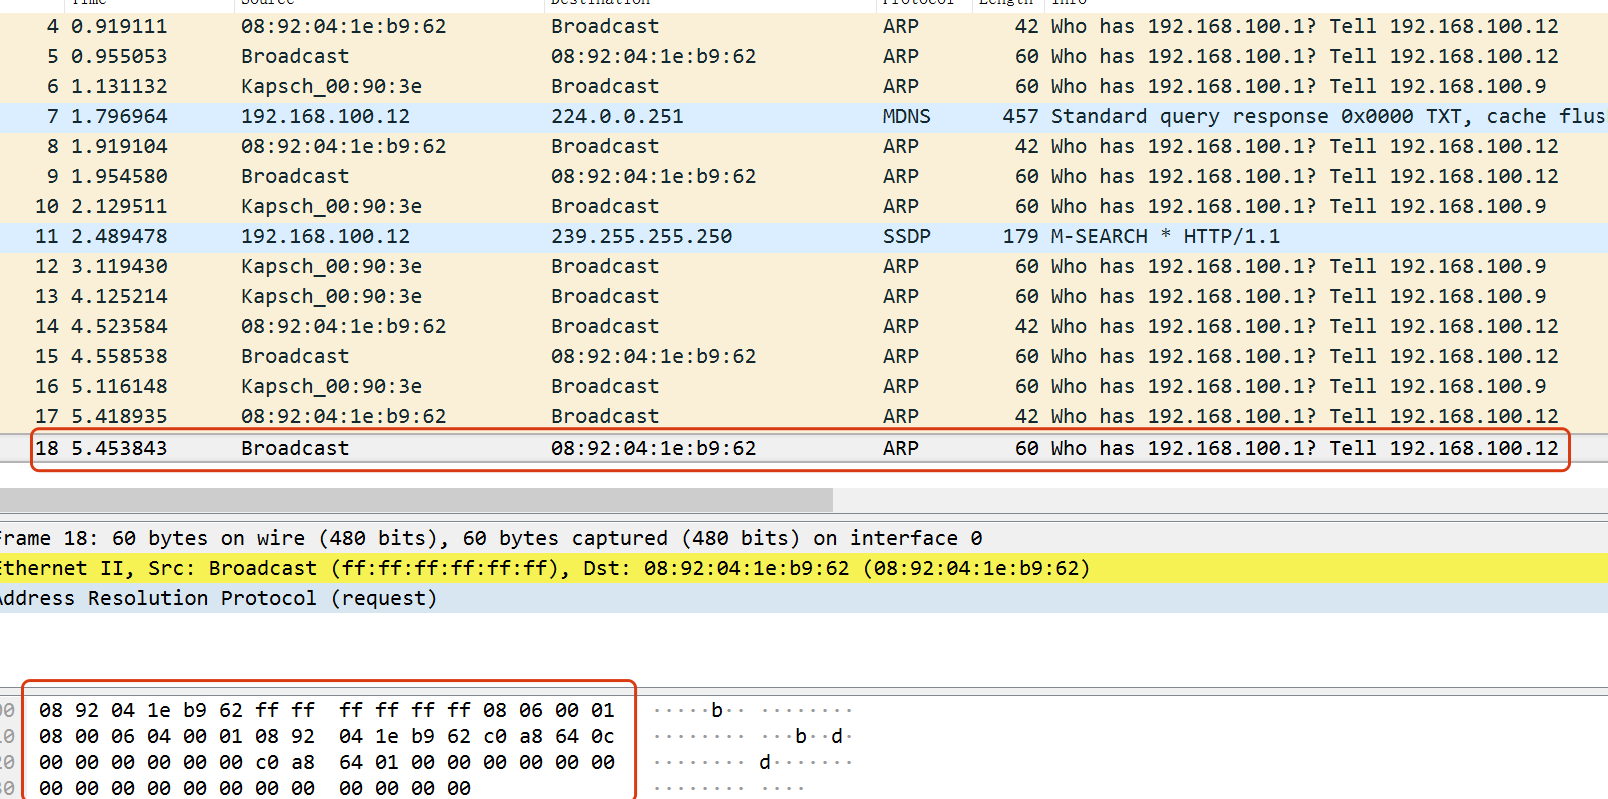 Time Source Destination Protocol Length Info
4 0.919111 08:92:04:1e:b9:62 Broadcast ARP 42 Who has 192.168.100.1? Tell 192.168.100.12
5 0.955053 Broadcast 08:92:04:1e:b9:62 ARP 60 Who has 192.168.100.1? Tell 192.168.100.12
6 1.131132 Kapsch_00:90:3e Broadcast ARP 60 Who has 192.168.100.1? Tell 192.168.100.9
7 1.796964 192.168.100.12 224.0.0.251 MDNS 457 Standard query response 0x0000 TXT, cache flus
8 1.919104 08:92:04:1e:b9:62 Broadcast ARP 42 Who has 192.168.100.1? Tell 192.168.100.12
9 1.954580 Broadcast 08:92:04:1e:b9:62 ARP 60 Who has 192.168.100.1? Tell 192.168.100.12
10 2.129511 Kapsch_00:90:3e Broadcast ARP 60 Who has 192.168.100.1? Tell 192.168.100.9
11 2.489478 192.168.100.12 239.255.255.250 SSDP 179 M-SEARCH * HTTP/1.1
12 3.119430 Kapsch_00:90:3e Broadcast ARP 60 Who has 192.168.100.1? Tell 192.168.100.9
13 4.125214 Kapsch_00:90:3e Broadcast ARP 60 Who has 192.168.100.1? Tell 192.168.100.9
14 4.523584 08:92:04:1e:b9:62 Broadcast ARP 42 Who has 192.168.100.1? Tell 192.168.100.12
15 4.558538 Broadcast 08:92:04:1e:b9:62 ARP 60 Who has 192.168.100.1? Tell 192.168.100.12
16 5.116148 Kapsch_00:90:3e Broadcast ARP 60 Who has 192.168.100.1? Tell 192.168.100.9
17 5.418935 08:92:04:1e:b9:62 Broadcast ARP 42 Who has 192.168.100.1? Tell 192.168.100.12
18 5.453843 Broadcast 08:92:04:1e:b9:62 ARP 60 Who has 192.168.100.1? Tell 192.168.100.12
Frame 18: 60 bytes on wire (480 bits), 60 bytes captured (480 bits) on interface 0
Ethernet II, Src: Broadcast (ff:ff:ff:ff:ff:ff), Dst: 08:92:04:1e:b9:62 (08:92:04:1e:b9:62)
Address Resolution Protocol (request)
00 08 92 04 1e b9 62 ff ff ff ff ff ff 08 06 00 01 ·····b·· ········
10 08 00 06 04 00 01 08 92 04 1e b9 62 c0 a8 64 0c ········ ···b··d·
20 00 00 00 00 00 00 c0 a8 64 01 00 00 00 00 00 00 ········ d·······
30 00 00 00 00 00 00 00 00 00 00 00 00 ········ ····